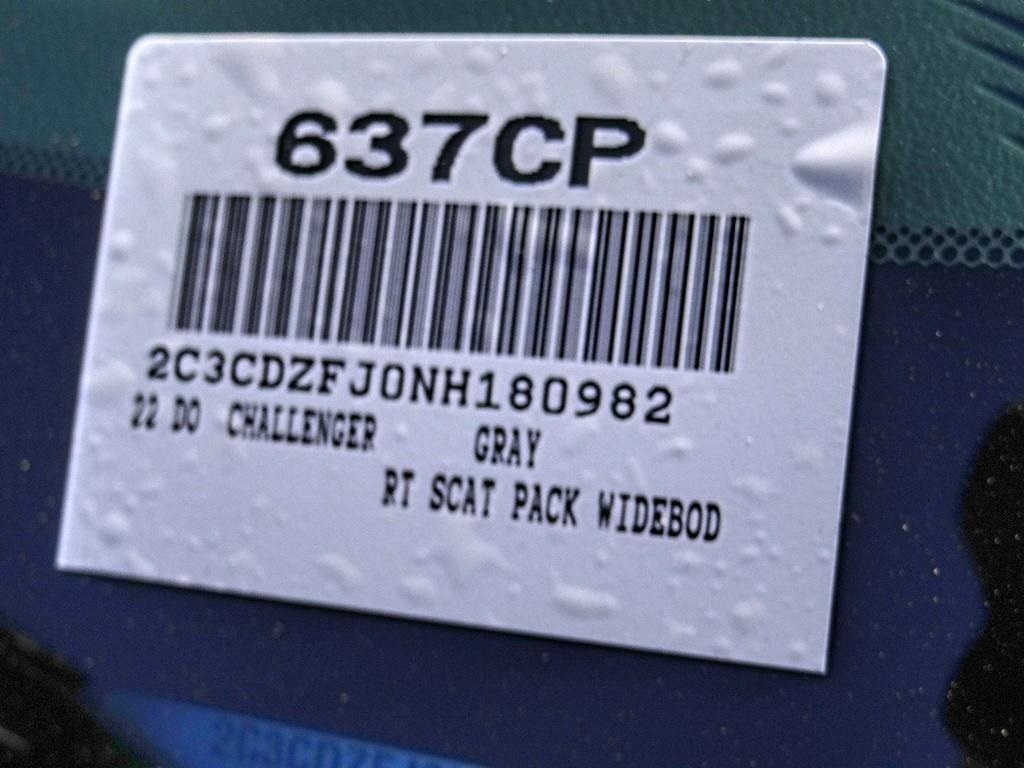 637CP
2C3CDZFJ0NH180982
22 DO CHALLENGER GRAY
RT SCAT PACK WIDEBOD